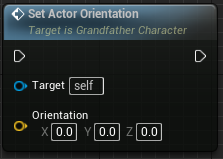 Set Actor Orientation
Target is Grandfather Character
Target self
Orientation
X 0.0 Y 0.0 Z 0.0